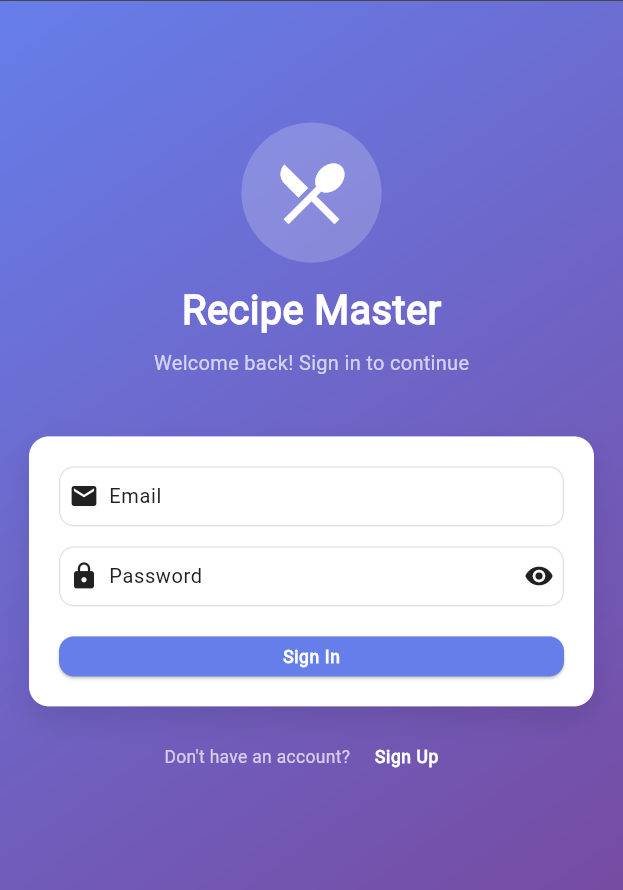 Recipe Master
Welcome back! Sign in to continue
Email
Password
Sign In
Don't have an account? Sign Up